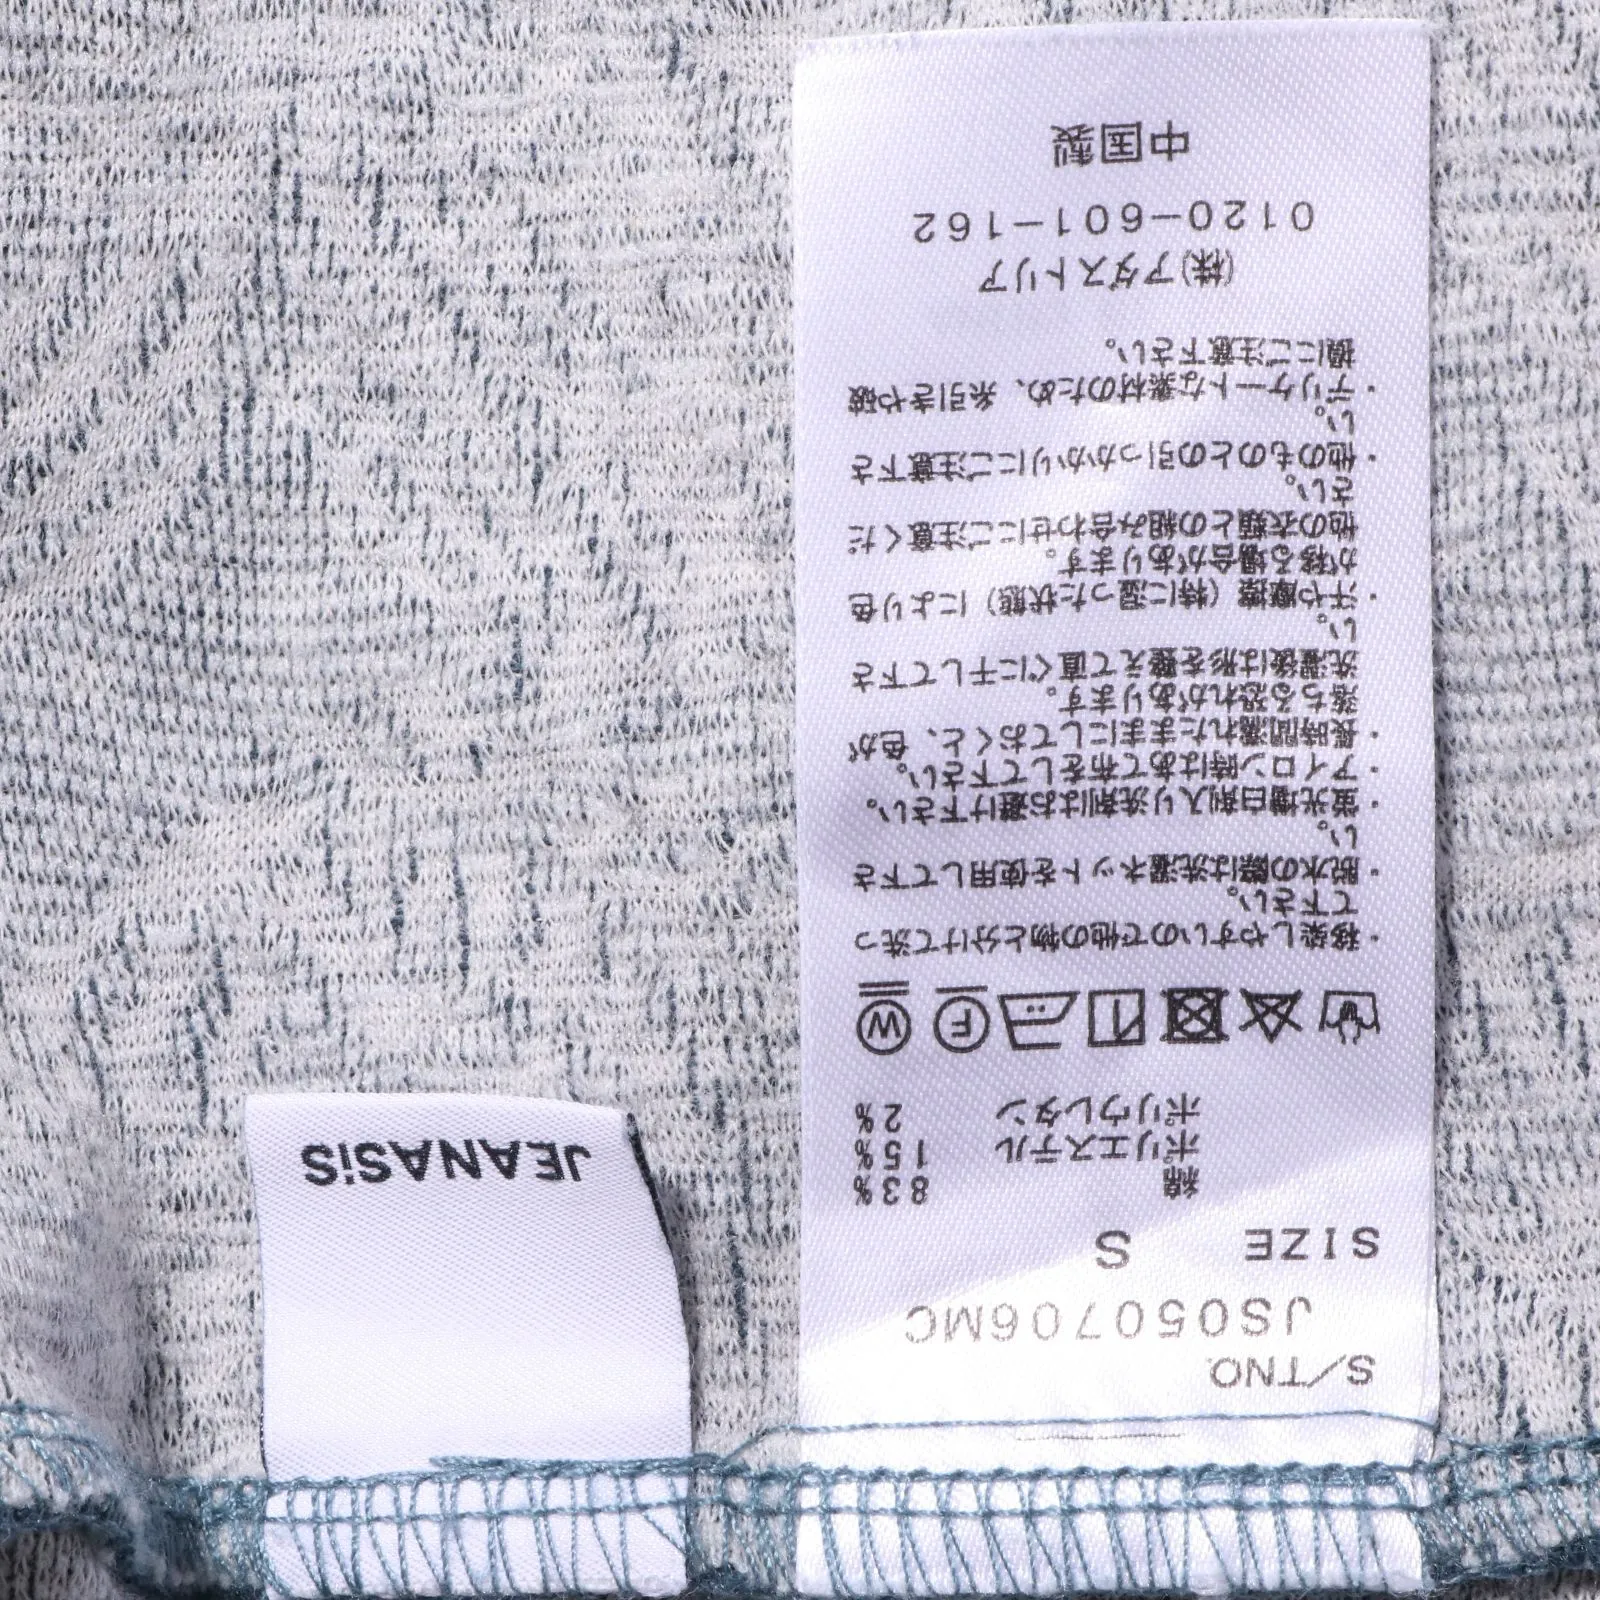 S/TNO.
JS050706MC
SIZE S
綿 83%
ポリエステル 15%
ポリウレタン 2%
W
F
・移染しやすいので他の物と分けて洗っ
て下さい。
・脱水の際は洗濯ネットを使用して下さ
い。
・蛍光増白剤入り洗剤はお避け下さい。
・アイロン時はあて布をして下さい。
・長時間濡れたままにしておくと、色が
落ちる恐れがあります。
洗濯後は形を整えて直ぐに干して下さ
い。
・汗や摩擦（特に湿った状態）により色
が移る場合があります。
他の衣類との組み合わせにご注意くだ
さい。
・他のものとの引っかかりにご注意下さ
い。
・デリケートな素材のため、糸引きや破
損にご注意下さい。
(株)アダストリア
0120-601-162
中国製
JEANASiS